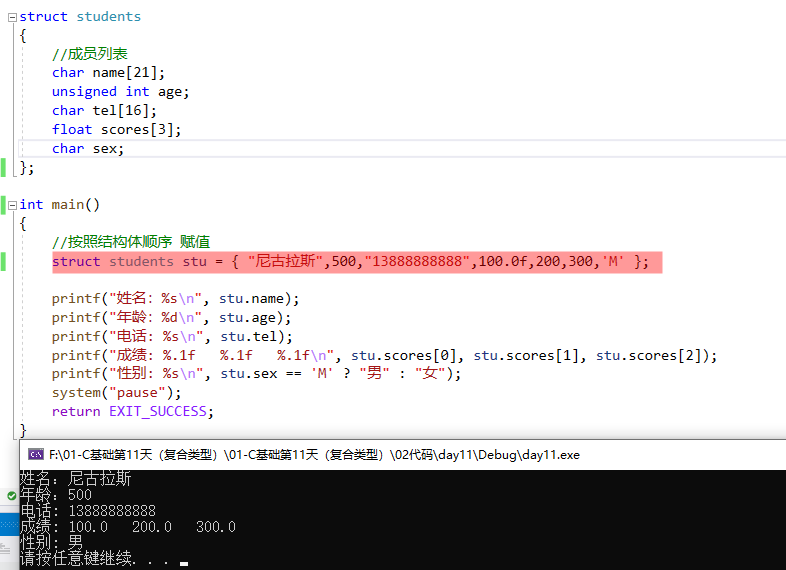 struct students
{
//成员列表
char name[21];
unsigned int age;
char tel[16];
float scores[3];
char sex;
};
int main()
{
//按照结构体顺序 赋值
struct students stu = { "尼古拉斯",500,"13888888888",100.0f,200,300,'M' };
printf("姓名: %s\n", stu.name);
printf("年龄: %d\n", stu.age);
printf("电话: %s\n", stu.tel);
printf("成绩: %.1f   %.1f   %.1f\n", stu.scores[0], stu.scores[1], stu.scores[2]);
printf("性别: %s\n", stu.sex == 'M' ? "男" : "女");
system("pause");
return EXIT_SUCCESS;
}
F:\01-C基础第11天（复合类型）\01-C基础第11天（复合类型）\02代码\day11\Debug\day11.exe
姓名: 尼古拉斯
年龄: 500
电话: 13888888888
成绩: 100.0   200.0   300.0
性别: 男
请按任意键继续. . .